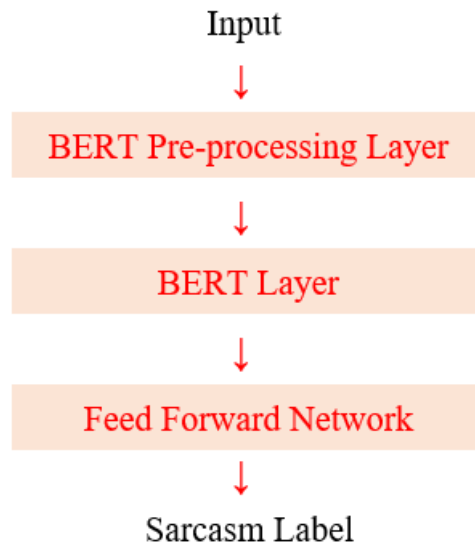 Input
↓
BERT Pre-processing Layer
↓
BERT Layer
↓
Feed Forward Network
↓
Sarcasm Label